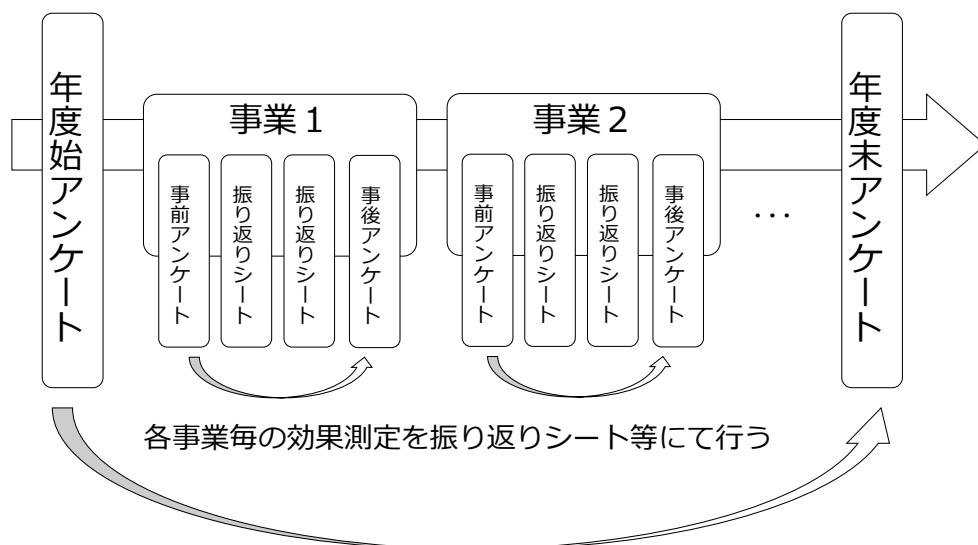 年度始アンケート
事業１
事前アンケート
振り返りシート
振り返りシート
事後アンケート
事業２
事前アンケート
振り返りシート
振り返りシート
事後アンケート
…
年度末アンケート
各事業毎の効果測定を振り返りシート等にて行う